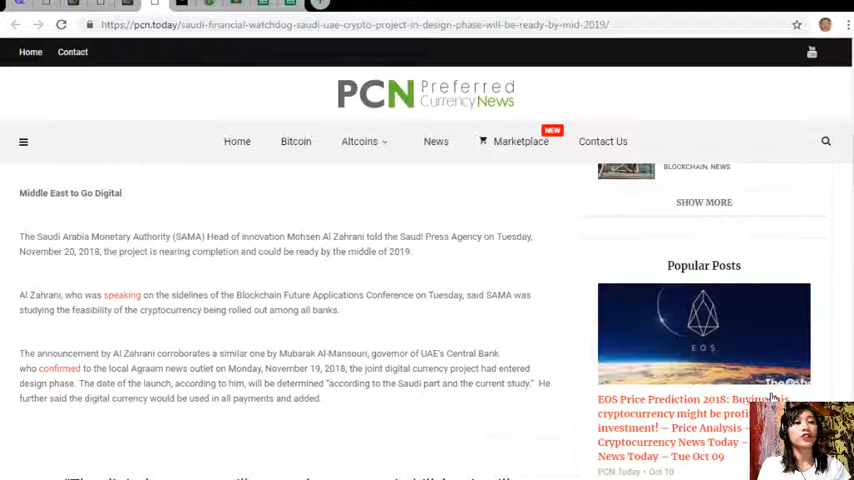 https://pcn.today/saudi-financial-watchdog-saudi-uae-crypto-project-in-design-phase-will-be-ready-by-mid-2019/
Home Contact
PCN Preferred
Currency News
NEW
Home Bitcoin Altcoins News Marketplace Contact Us
BLOCKCHAIN, NEWS
SHOW MORE
Middle East to Go Digital
The Saudi Arabia Monetary Authority (SAMA) Head of innovation Mohsen Al Zahrani told the Saudi Press Agency on Tuesday,
November 20, 2018, the project is nearing completion and could be ready by the middle of 2019.
Al Zahrani, who was speaking on the sidelines of the Blockchain Future Applications Conference on Tuesday, said SAMA was
studying the feasibility of the cryptocurrency being rolled out among all banks.
The announcement by Al Zahrani corroborates a similar one by Mubarak Al-Mansouri, governor of UAE's Central Bank
who confirmed to the local Agraam news outlet on Monday, November 19, 2018, the joint digital currency project had entered
design phase. The date of the launch, according to him, will be determined "according to the Saudi part and the current study." He
further said the digital currency would be used in all payments and added.
Popular Posts
EOS
EOS Price Prediction 2018: Buying this
cryptocurrency might be
investment! – Price Analysis –
Cryptocurrency News Today –
News Today – Tue Oct 09
PCN.Today • Oct 10